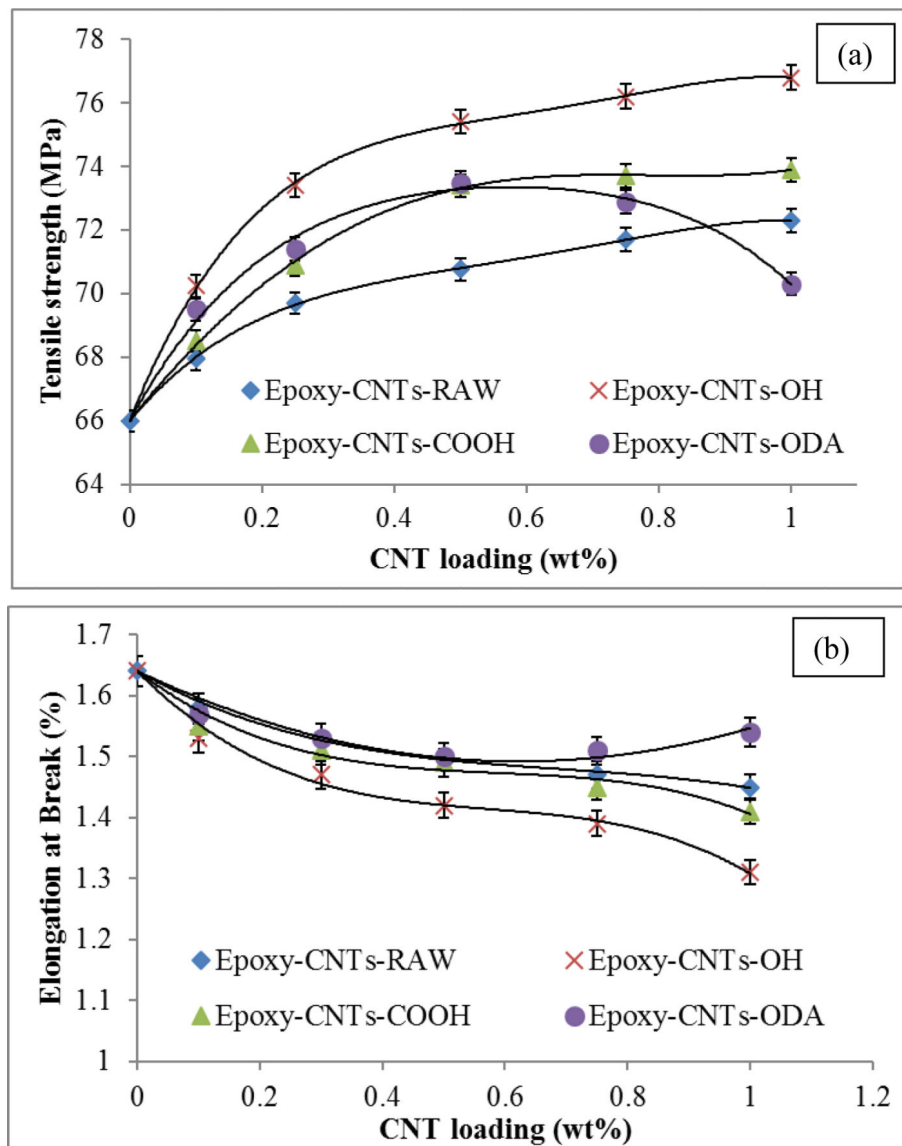 (a)
Tensile strength (MPa)
78
76
74
72
70
68
66
64
Epoxy-CNTs-RAW Epoxy-CNTs-OH
Epoxy-CNTs-COOH Epoxy-CNTs-ODA
0 0.2 0.4 0.6 0.8 1
CNT loading (wt%)
(b)
Elongation at Break (%)
1.7
1.6
1.5
1.4
1.3
1.2
1.1
1
Epoxy-CNTs-RAW Epoxy-CNTs-OH
Epoxy-CNTs-COOH Epoxy-CNTs-ODA
0 0.2 0.4 0.6 0.8 1 1.2
CNT loading (wt%)